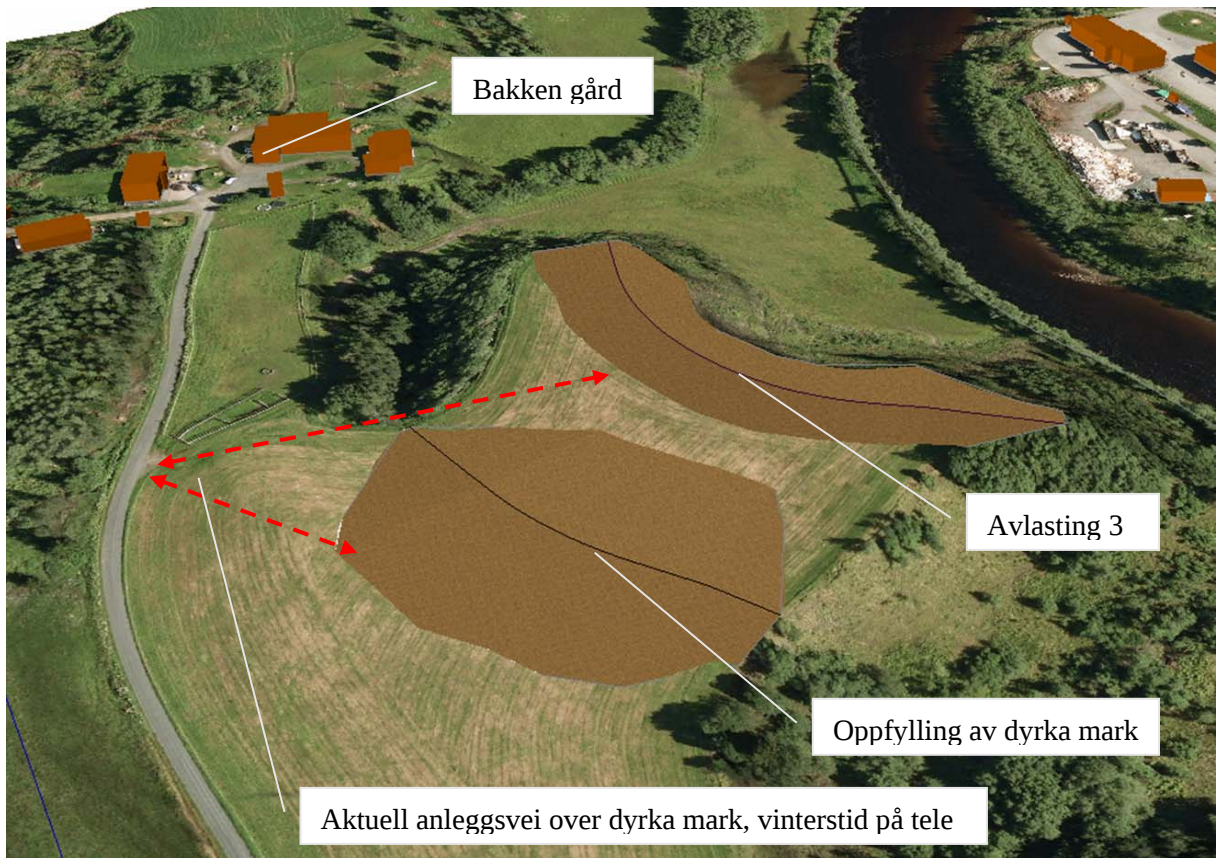 Bakken gård
Avlasting 3
Oppfylling av dyrka mark
Aktuell anleggsvei over dyrka mark, vinterstid på tele